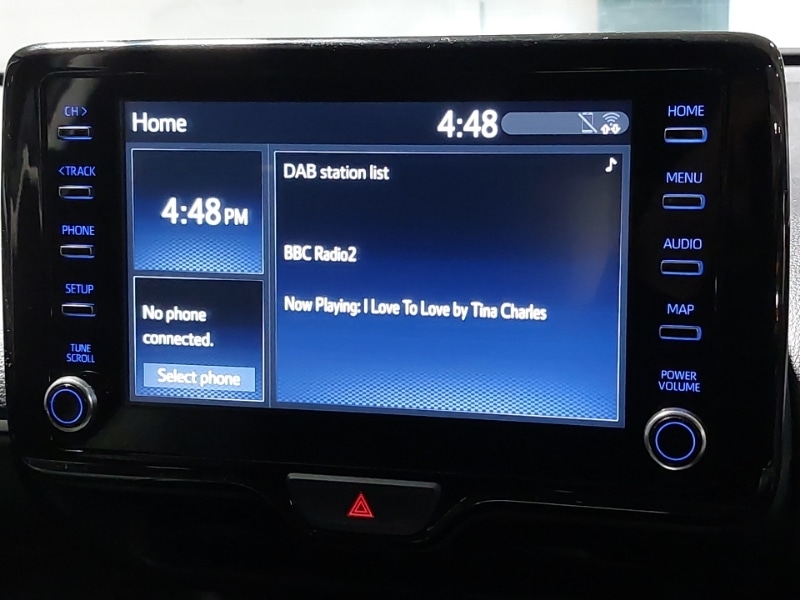 CH >
< TRACK
PHONE
SETUP
TUNE
SCROLL
Home
4:48
4:48 PM
No phone
connected.
Select phone
DAB station list
BBC Radio2
Now Playing: I Love To Love by Tina Charles
HOME
MENU
AUDIO
MAP
POWER
VOLUME